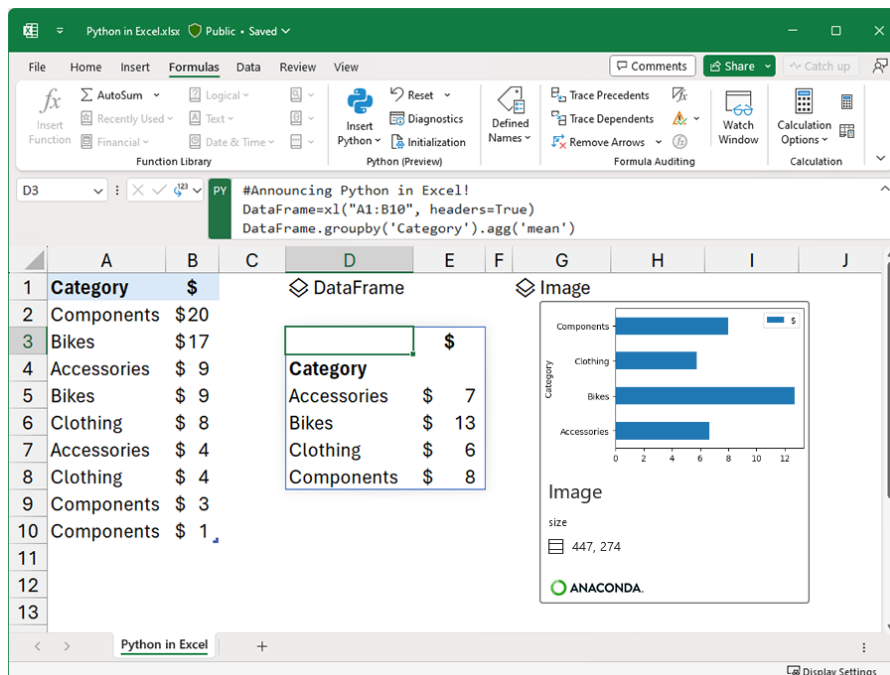 Python in Excel.xlsx Public • Saved
File Home Insert Formulas Data Review View Comments Share Catch up
fx AutoSum Logical Insert Python Reset Defined Names Trace Precedents fx Watch Window Calculation Options
Insert Function Recently Used Text Diagnostics Trace Dependents
Financial Date & Time Initialization Remove Arrows fx
Function Library Python (Preview) Formula Auditing Calculation
D3 123 PY #Announcing Python in Excel!
DataFrame=xl("A1:B10", headers=True)
DataFrame.groupby('Category').agg('mean')
A B C D E F G H I J
1 Category $ DataFrame Image
2 Components $20
3 Bikes $17 $
4 Accessories $ 9 Category
5 Bikes $ 9 Accessories $ 7
6 Clothing $ 8 Bikes $ 13
7 Accessories $ 4 Clothing $ 6
8 Clothing $ 4 Components $ 8
9 Components $ 3
10 Components $ 1
11
12
13
$
Category
Components
Clothing
Bikes
Accessories
0 2 4 6 8 10 12
Image
size
447, 274
ANACONDA.
Python in Excel
Display Settings